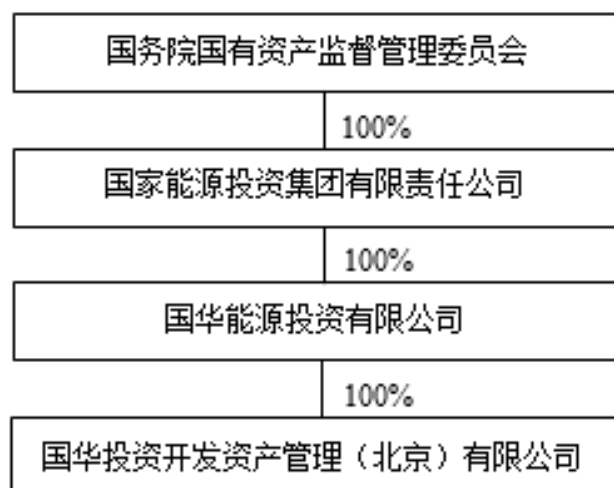 国务院国有资产监督管理委员会
100%
国家能源投资集团有限责任公司
100%
国华能源投资有限公司
100%
国华投资开发资产管理（北京）有限公司